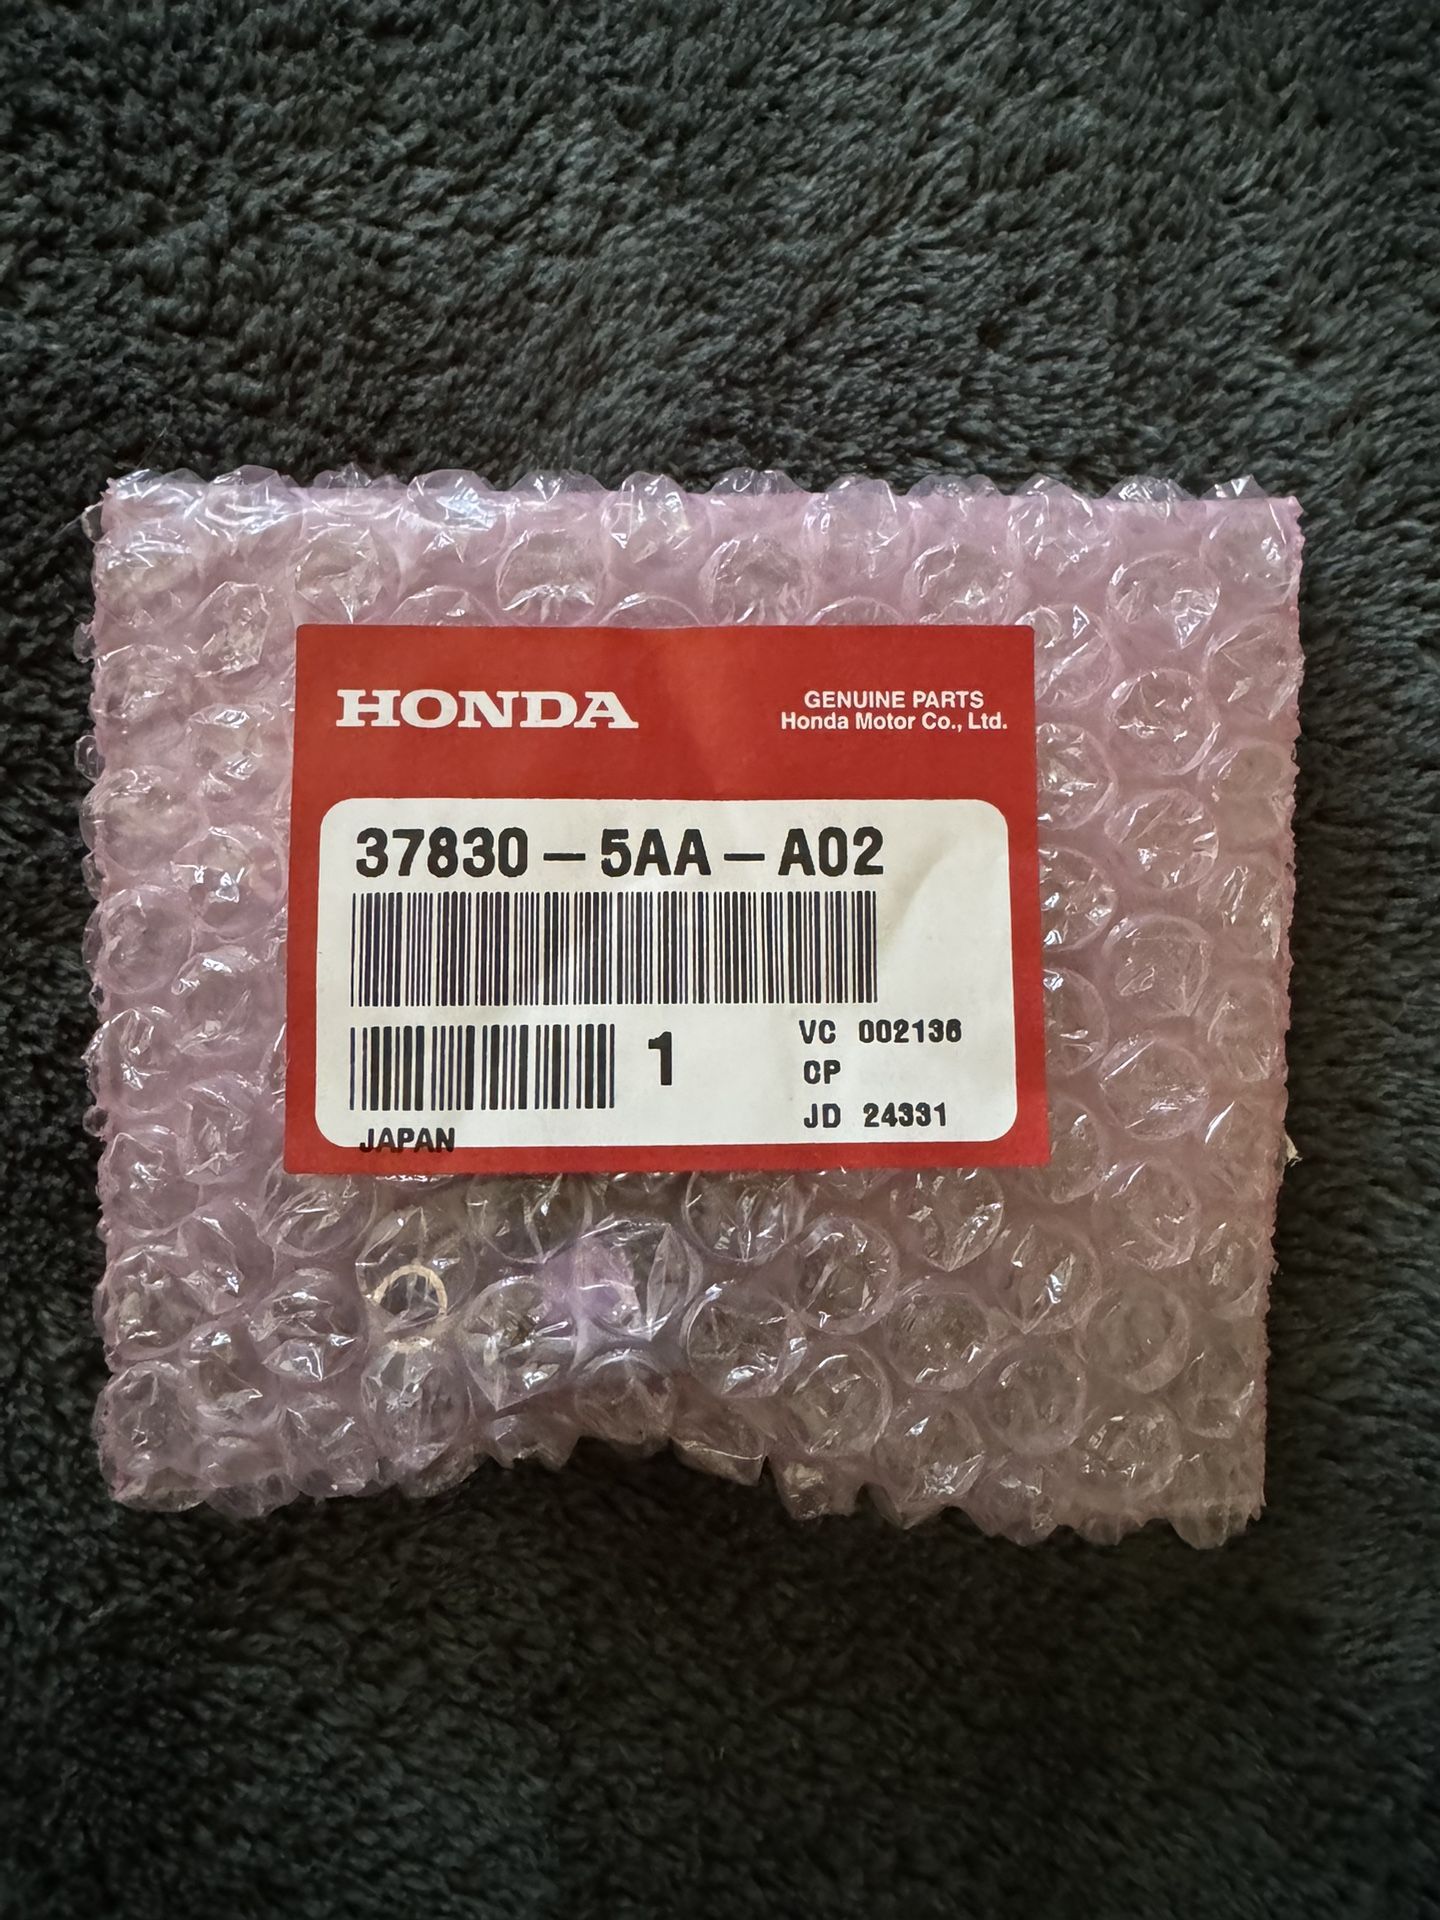 HONDA
GENUINE PARTS
Honda Motor Co., Ltd.
37830-5AA-A02
1
VC 002136
CP
JD 24331
JAPAN